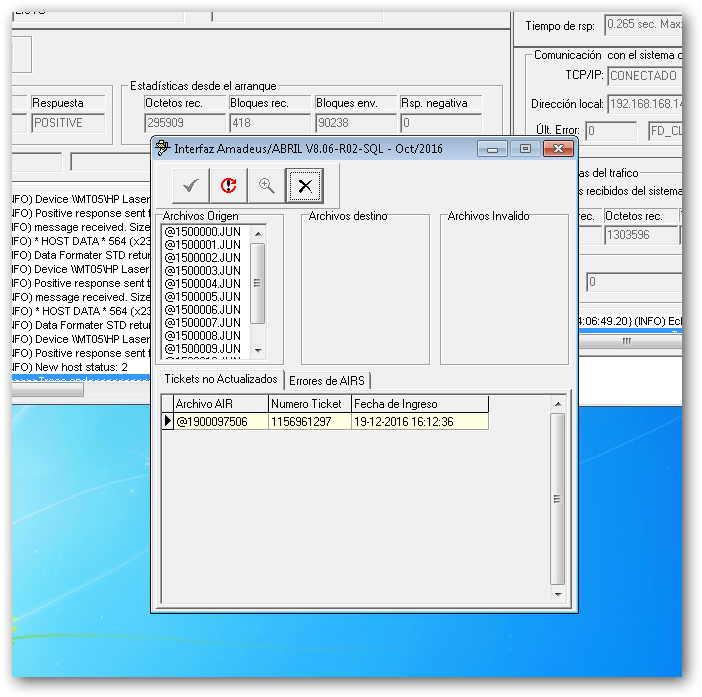 Tiempo de rsp:
0.265 sec.
Comunicación con el sistema
TCP/IP:
CONECTADO
Estadísticas desde el arranque
Respuesta
Octetos rec.
Bloques rec.
Bloques env.
Rsp. negativa
Dirección local:
192.168.168.14
POSITIVE
295909
418
90238
0
Últ. Error:
0
FD_CL
Interfaz Amadeus/ABRIL V8.06-R02-SQL - Oct/2016
as del trafico
s recibidos del sistema
ec.
Octetos rec.
1303596
0
4:06:49.20} (INFO)
NFO) Device \\MT05\HP Laser
NFO) Positive response sent
NFO) message received. Size
NFO) * HOST DATA * 564 (x23
NFO) Data Formater STD retu
NFO) Device \\MT05\HP Laser
NFO) Positive response sent
NFO) message received. Size
NFO) * HOST DATA * 564 (x23
NFO) Data Formater STD retu
NFO) Device \\MT05\HP Laser
NFO) Positive response sent
NFO) New host status: 2
Archivos Origen
Archivos destino
Archivos Invalido
@1500000.JUN
@1500001.JUN
@1500002.JUN
@1500003.JUN
@1500004.JUN
@1500005.JUN
@1500006.JUN
@1500007.JUN
@1500008.JUN
@1500009.JUN
Tickets no Actualizados
Errores de AIRS
Archivo AIR
Numero Ticket
Fecha de Ingreso
@1900097506
1156961297
19-12-2016 16:12:36